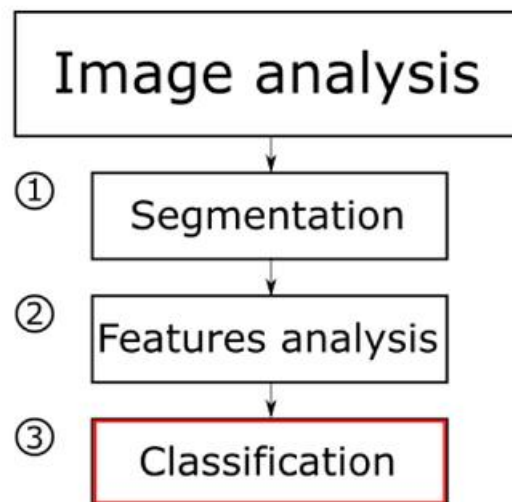 Image analysis
① Segmentation
② Features analysis
③ Classification